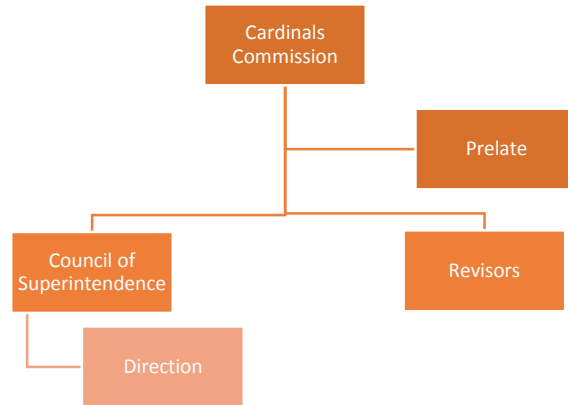 Cardinals
Commission
Prelate
Council of
Superintendence
Revisors
Direction